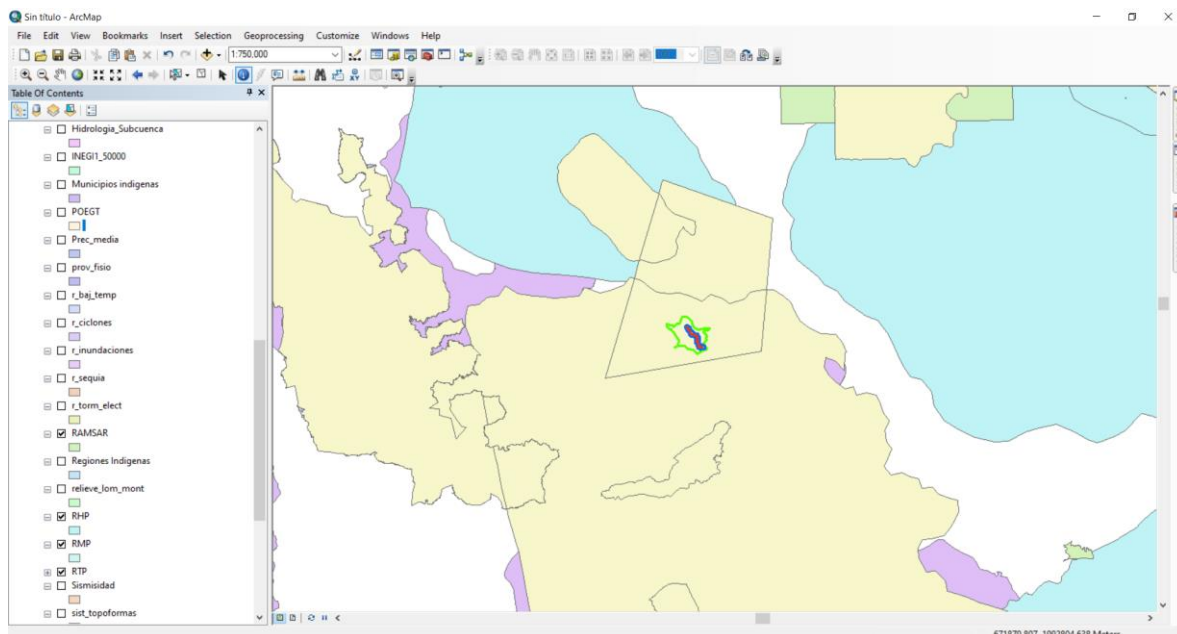 Sin título - ArcMap
File Edit View Bookmarks Insert Selection Geoprocessing Customize Windows Help
1:750.000
Table Of Contents
Hidrologia_Subcuenca
INEGI1_50000
Municipios indigenas
POEGT
Prec_media
prov_fisio
r_baj_temp
r_ciclones
r_inundaciones
r_sequia
r_torm_elect
RAMSAR
Regiones Indigenas
relieve_lom_mont
RHP
RMP
RTP
Sismisidad
sist_topoformas